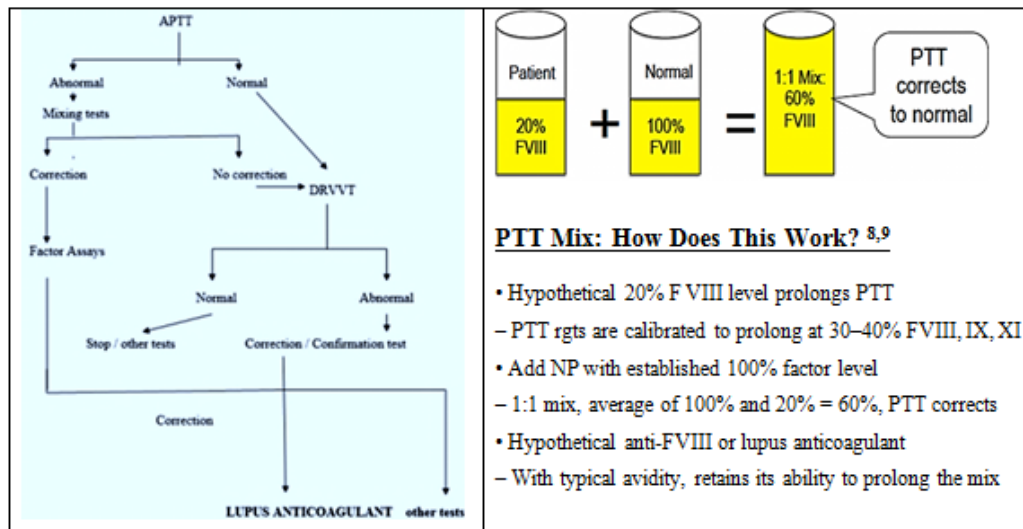 APTT
Abnormal
Normal
Mixing tests
Correction
No correction
DRVVT
Factor Assays
Normal
Abnormal
Stop / other tests
Correction / Confirmation test
Correction
LUPUS ANTICOAGULANT other tests
Patient
20%
FVIII
+
Normal
100%
FVIII
=
1:1 Mix:
60%
FVIII
PTT
corrects
to normal
PTT Mix: How Does This Work? 8,9
• Hypothetical 20% F VIII level prolongs PTT
– PTT rgts are calibrated to prolong at 30–40% FVIII, IX, XI
• Add NP with established 100% factor level
– 1:1 mix, average of 100% and 20% = 60%, PTT corrects
• Hypothetical anti-FVIII or lupus anticoagulant
– With typical avidity, retains its ability to prolong the mix